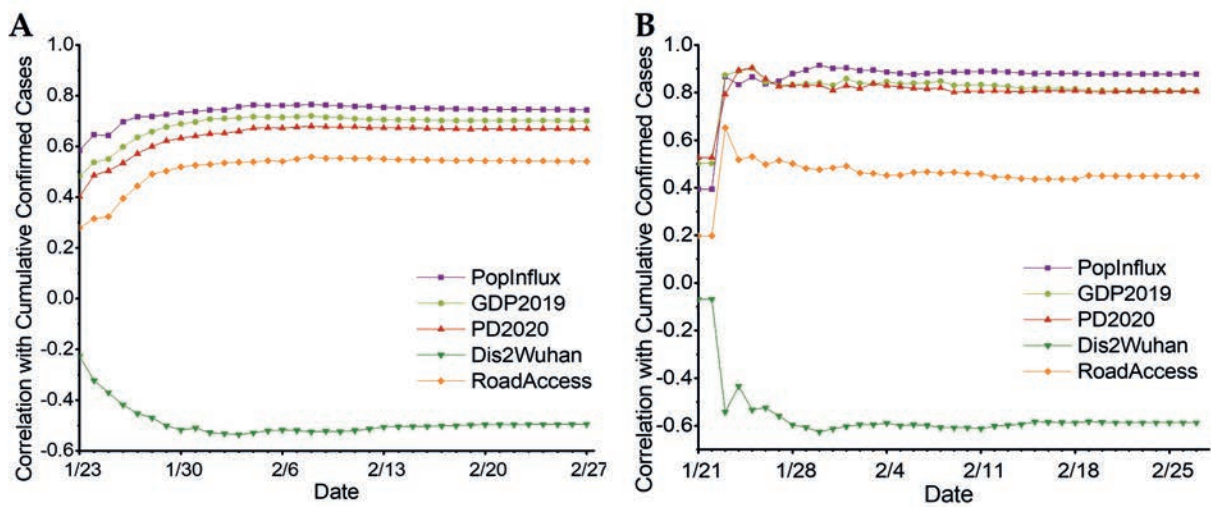 A
Correlation with Cumulative Confirmed Cases
1.0
0.8
0.6
0.4
0.2
0.0
-0.2
-0.4
-0.6
PopInflux
GDP2019
PD2020
Dis2Wuhan
RoadAccess
1/23
1/30
2/6
2/13
2/20
2/27
Date
B
Correlation with Cumulative Confirmed Cases
1.0
0.8
0.6
0.4
0.2
0.0
-0.2
-0.4
-0.6
PopInflux
GDP2019
PD2020
Dis2Wuhan
RoadAccess
1/21
1/28
2/4
2/11
2/18
2/25
Date